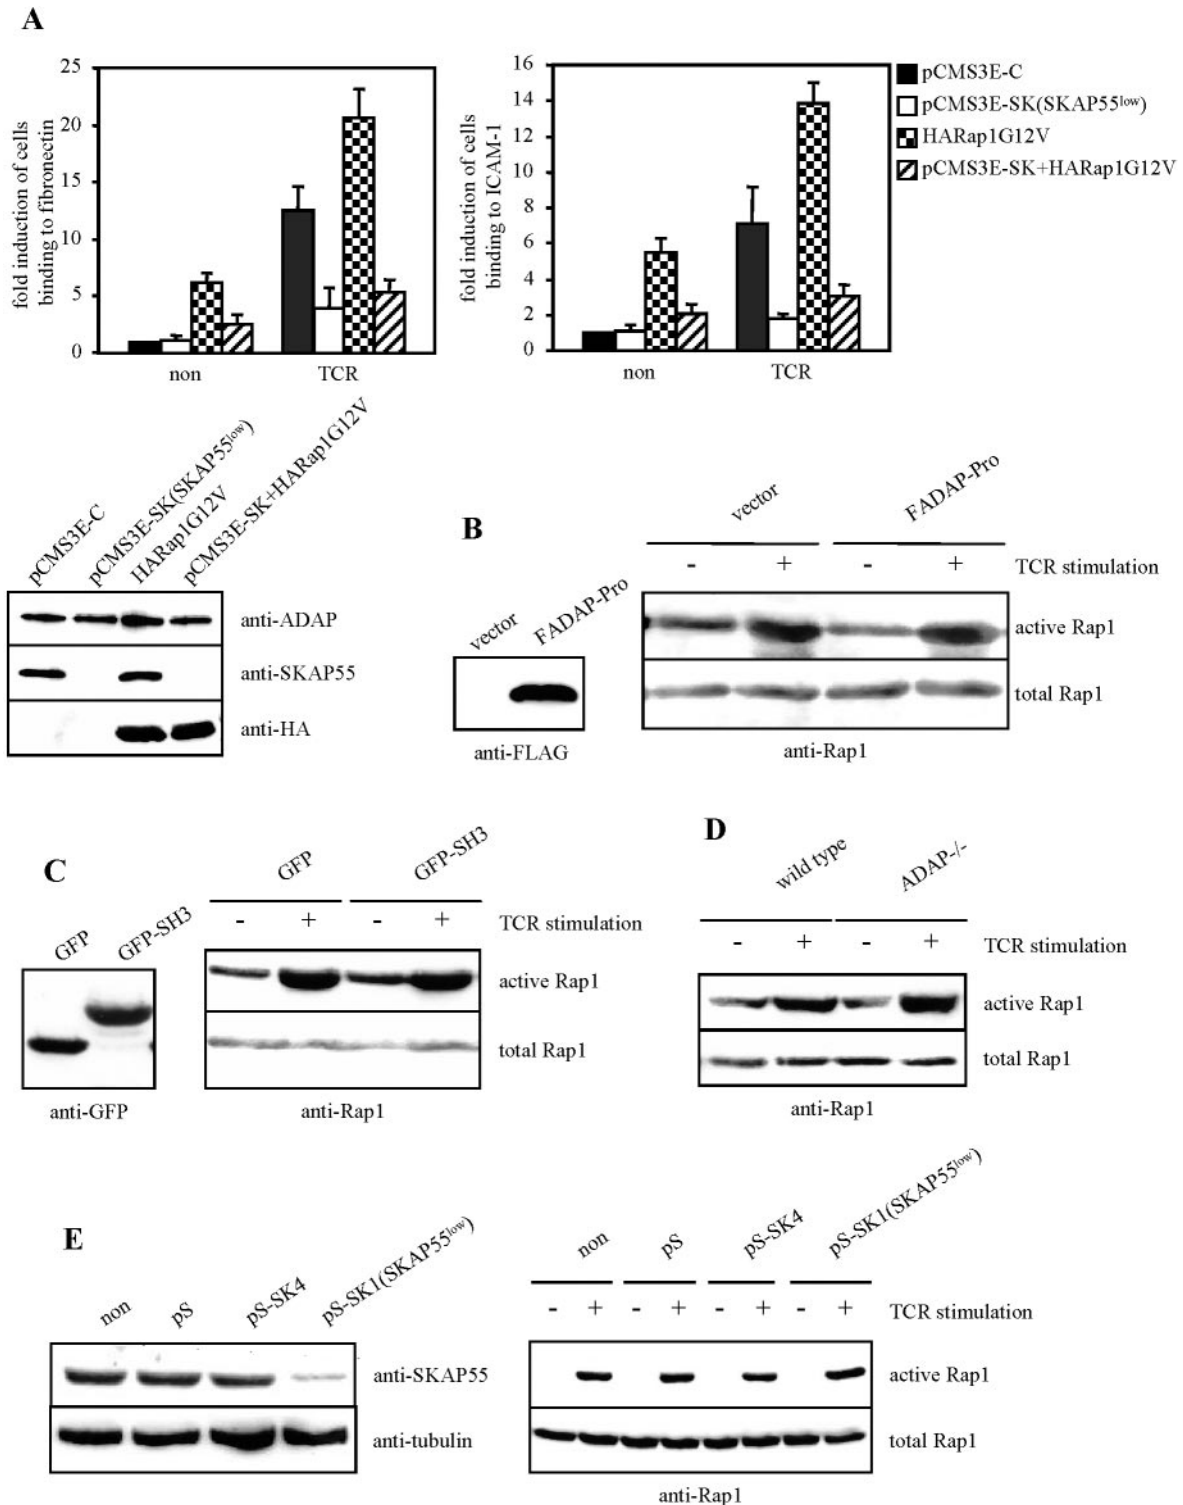 A
25
20
15
10
5
0
fold induction of cells
binding to fibronectin
non
TCR
16
14
12
10
8
6
4
2
0
fold induction of cells
binding to ICAM-1
non
TCR
pCMS3E-C
pCMS3E-SK(SKAP55low)
HARap1G12V
pCMS3E-SK+HARap1G12V
pCMS3E-C
pCMS3E-SK(SKAP55low)
HARap1G12V
pCMS3E-SK+HARap1G12V
anti-ADAP
anti-SKAP55
anti-HA
B
vector
FADAP-Pro
anti-FLAG
vector
FADAP-Pro
- + - + TCR stimulation
active Rap1
total Rap1
anti-Rap1
C
GFP
GFP-SH3
anti-GFP
GFP
GFP-SH3
- + - + TCR stimulation
active Rap1
total Rap1
anti-Rap1
D
wild type
ADAP-/-
- + - + TCR stimulation
active Rap1
total Rap1
anti-Rap1
E
non
pS
pS-SK4
pS-SK1(SKAP55low)
anti-SKAP55
anti-tubulin
non
pS
pS-SK4
pS-SK1(SKAP55low)
- + - + - + - + TCR stimulation
active Rap1
total Rap1
anti-Rap1